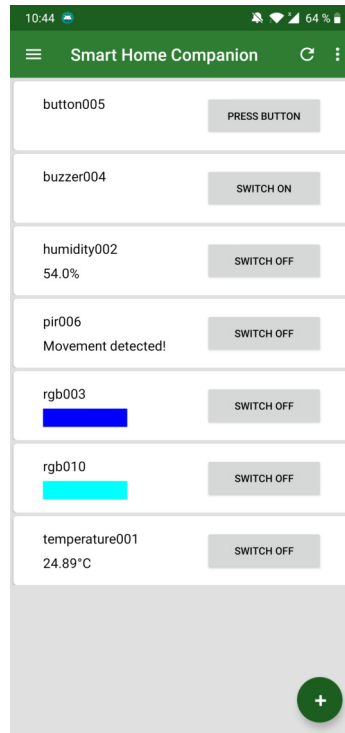 10:44 64 %
Smart Home Companion
button005
PRESS BUTTON
buzzer004
SWITCH ON
humidity002
54.0%
SWITCH OFF
pir006
Movement detected!
SWITCH OFF
rgb003
SWITCH OFF
rgb010
SWITCH OFF
temperature001
24.89°C
SWITCH OFF
+